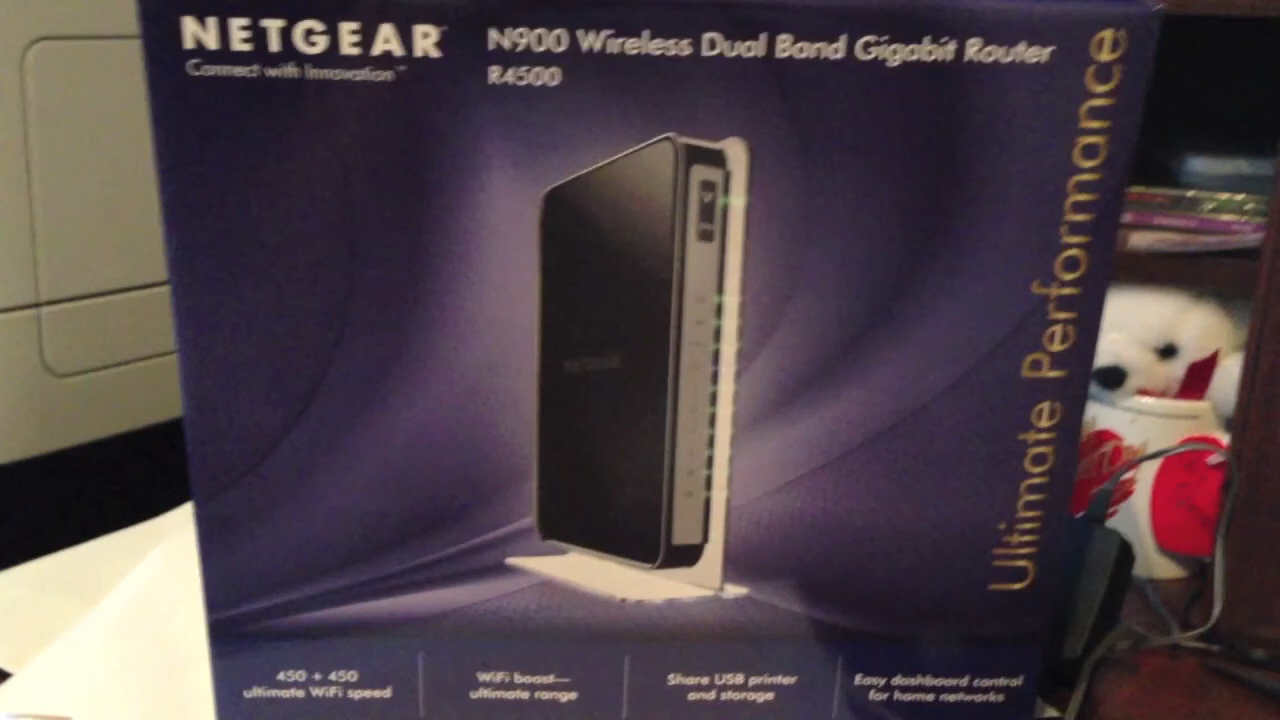 NETGEAR
Connect with Innovation™
N900 Wireless Dual Band Gigabit Router
R4500
Ultimate Performance
NETGEAR
450 + 450
ultimate WiFi speed
WiFi boost—
ultimate range
Share USB printer
and storage
Easy dashboard control
for home networks